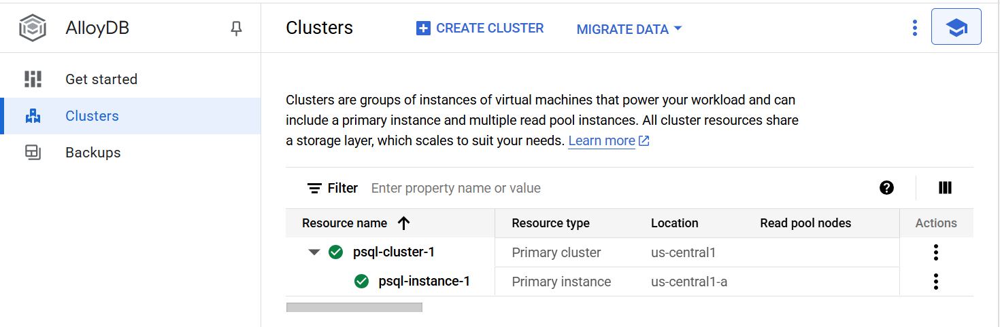 AlloyDB
Clusters
CREATE CLUSTER
MIGRATE DATA
Get started
Clusters
Backups
Clusters are groups of instances of virtual machines that power your workload and can
include a primary instance and multiple read pool instances. All cluster resources share
a storage layer, which scales to suit your needs. Learn more
Filter Enter property name or value
Resource name Resource type Location Read pool nodes Actions
psql-cluster-1 Primary cluster us-central1
psql-instance-1 Primary instance us-central1-a